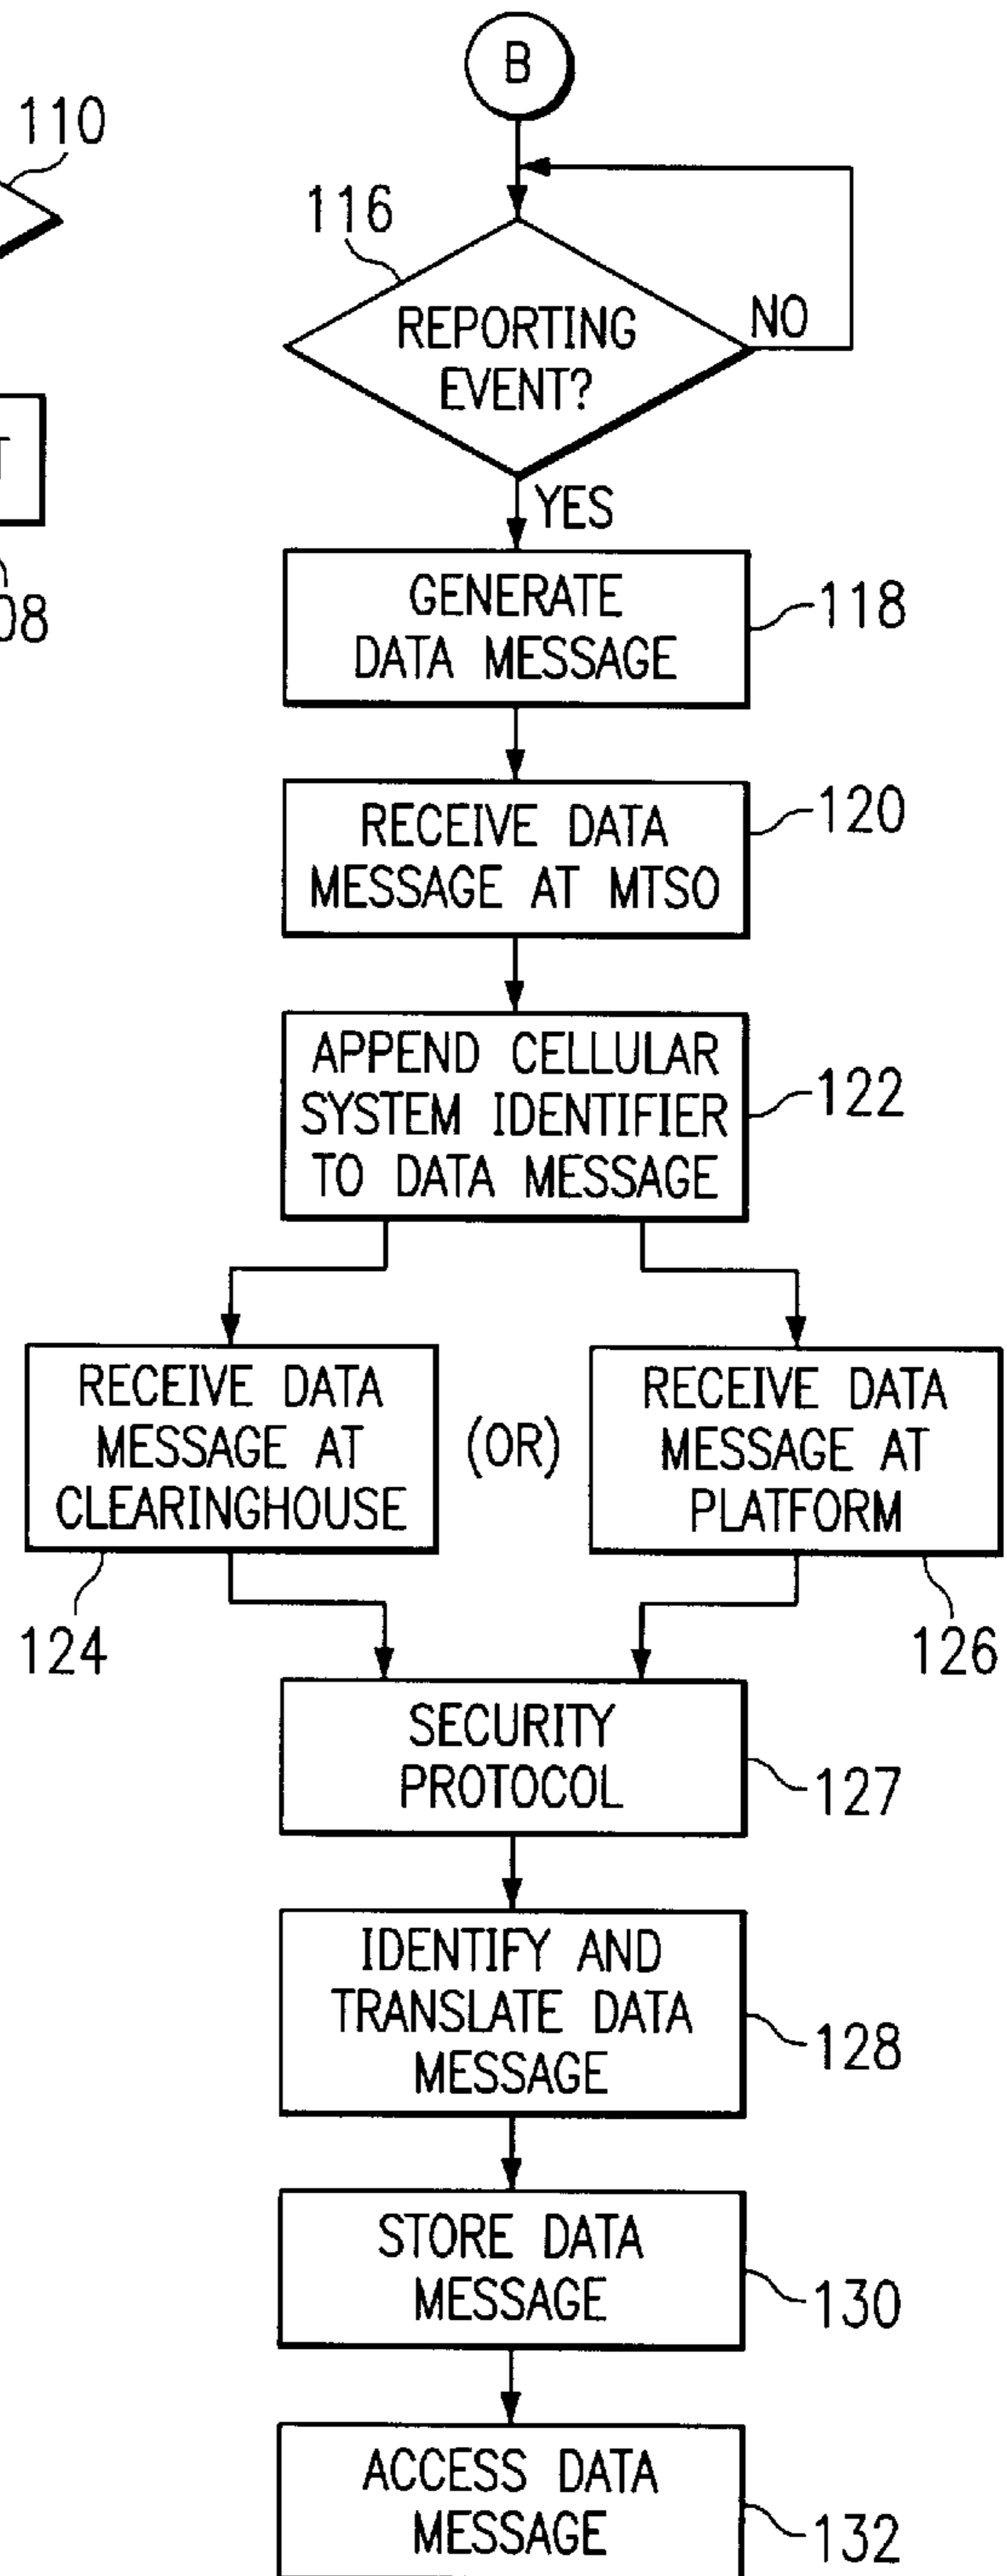 B
110
116
REPORTING
EVENT?
NO
YES
T
08
GENERATE
DATA MESSAGE
118
RECEIVE DATA
MESSAGE AT MTSO
120
APPEND CELLULAR
SYSTEM IDENTIFIER
TO DATA MESSAGE
122
RECEIVE DATA
MESSAGE AT
CLEARINGHOUSE
124
(OR)
RECEIVE DATA
MESSAGE AT
PLATFORM
126
SECURITY
PROTOCOL
127
IDENTIFY AND
TRANSLATE DATA
MESSAGE
128
STORE DATA
MESSAGE
130
ACCESS DATA
MESSAGE
132